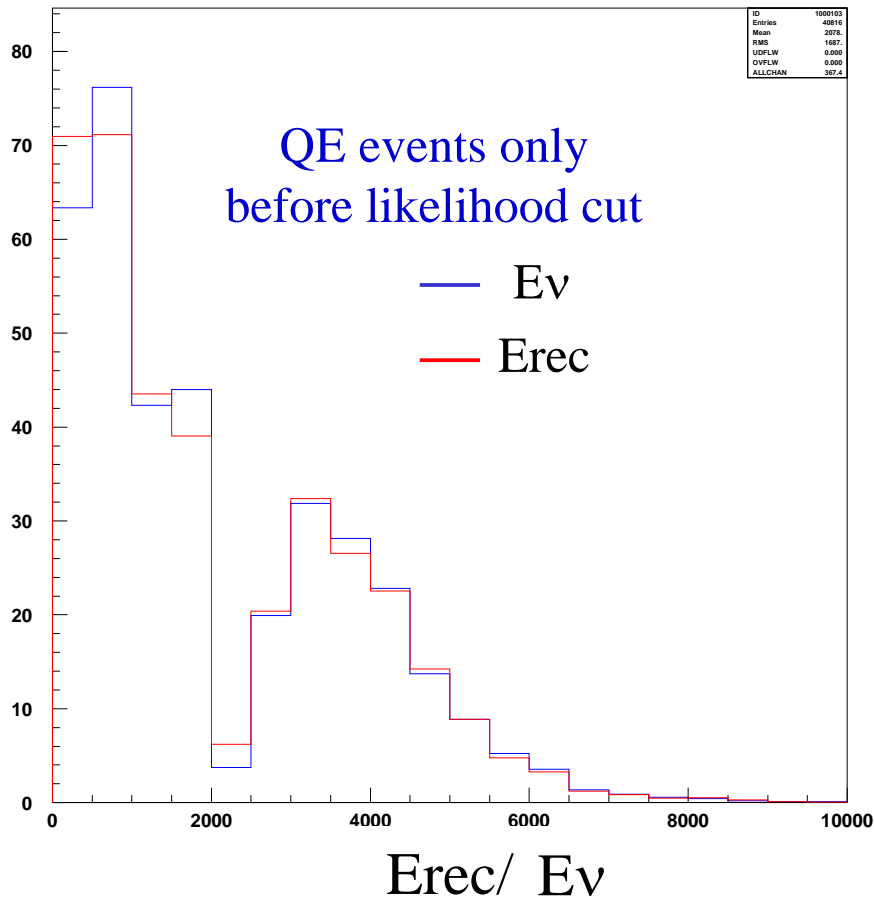 ID 1000103
Entries 40816
Mean 2078.
RMS 1687.
UDFLW 0.000
OVFLW 0.000
ALLCHAN 367.4
80
70
60
50
40
30
20
10
0
QE events only
before likelihood cut
Eν
Erec
0 2000 4000 6000 8000 10000
Erec/ Eν